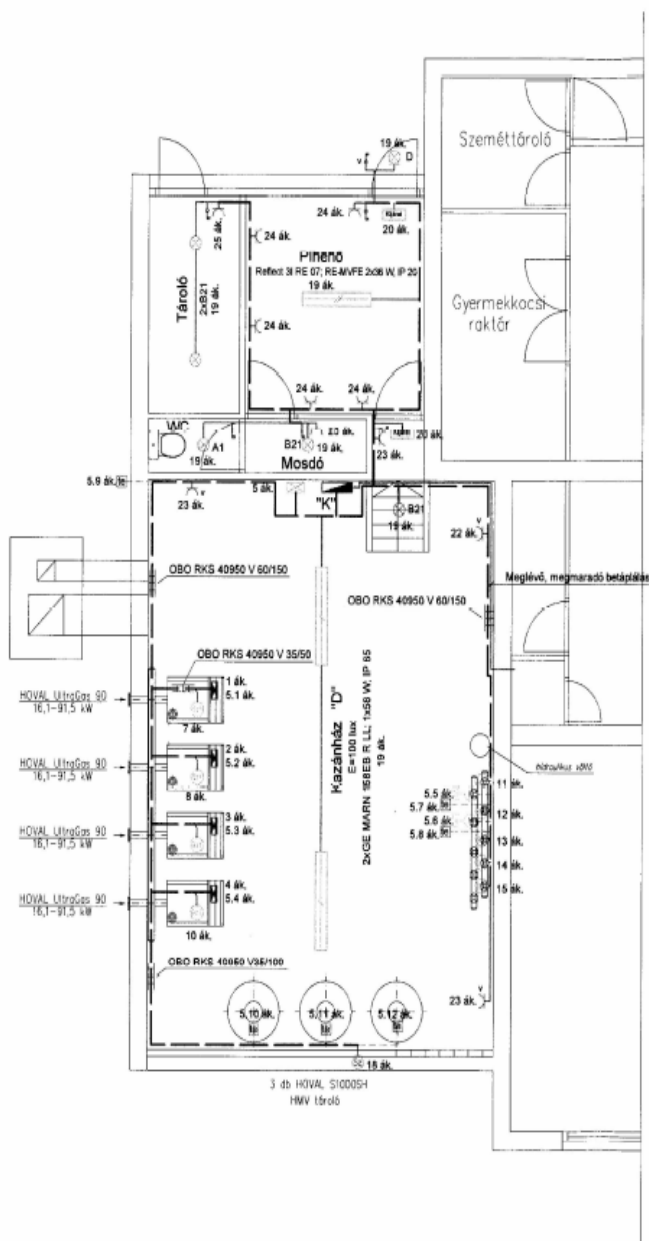 19 ák.
v
D
Szeméttároló
24 ák.
20 ák.
25 ák.
24 ák.
Pihenő
Reflect 3I RE 07; RE-MVFE 2x36 W, IP 20
19 ák.
Tároló
2xB21
19 ák.
Gyermekkocsi
raktár
24 ák.
24 ák.
24 ák.
WC
A1
19 ák.
B21
19 ák.
Mosdó
20 ák.
23 ák.
5.9 ák.
23 ák.
v
5 ák.
"K"
B21
19 ák.
v
22 ák.
OBO RKS 40950 V 60/150
Meglévő, megmaradó betáplálás
OBO RKS 40950 V 60/150
OBO RKS 40950 V 35/50
HOVAL UltraGas 90
16,1-91,5 kW
1 ák.
5.1 ák.
7 ák.
Kazánház "D"
E=100 lux
2xGE MARN 158EB R LL; 1x58 W, IP 65
19 ák.
HOVAL UltraGas 90
16,1-91,5 kW
2 ák.
5.2 ák.
8 ák.
hidraulikus váltó
5.5 ák.
5.7 ák.
5.6 ák.
5.8 ák.
11 ák.
12 ák.
13 ák.
14 ák.
15 ák.
HOVAL UltraGas 90
16,1-91,5 kW
3 ák.
5.3 ák.
HOVAL UltraGas 90
16,1-91,5 kW
4 ák.
5.4 ák.
10 ák.
OBO RKS 40950 V35/100
v
23 ák.
5.10 ák.
5.11 ák.
5.12 ák.
18 ák.
3 db HOVAL S1000SH
HMV tároló